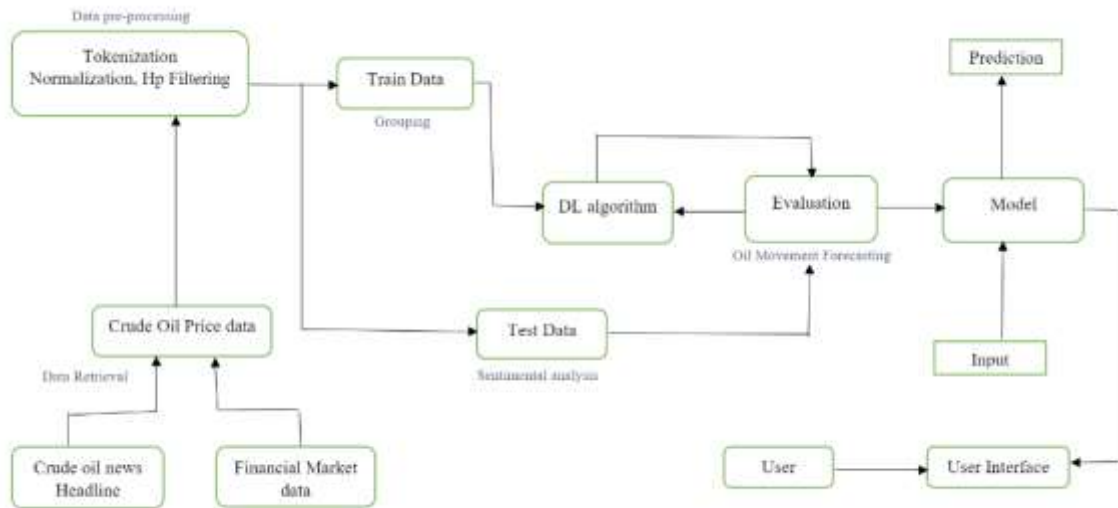 Data pre-processing
Tokenization
Normalization, Hp Filtering
Train Data
Grouping
Prediction
DL algorithm
Evaluation
Model
Oil Movement Forecasting
Crude Oil Price data
Test Data
Sentimental analysis
Input
Data Retrieval
Crude oil news
Headline
Financial Market
data
User
User Interface